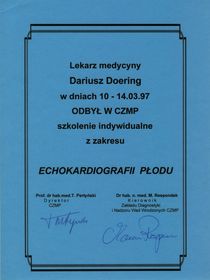 Lekarz medycyny
Dariusz Doering
w dniach 10 - 14.03.97
ODBYŁ W CZMP
szkolenie indywidualne
z zakresu
ECHOKARDIOGRAFII PŁODU
Prof. dr hab.med.T. Pertyński
Dyrektor
CZMP
Dr hab. n. med. M. Respondek
Kierownik
Zakładu Diagnostyki
i Nadzoru Wad Wrodzonych CZMP